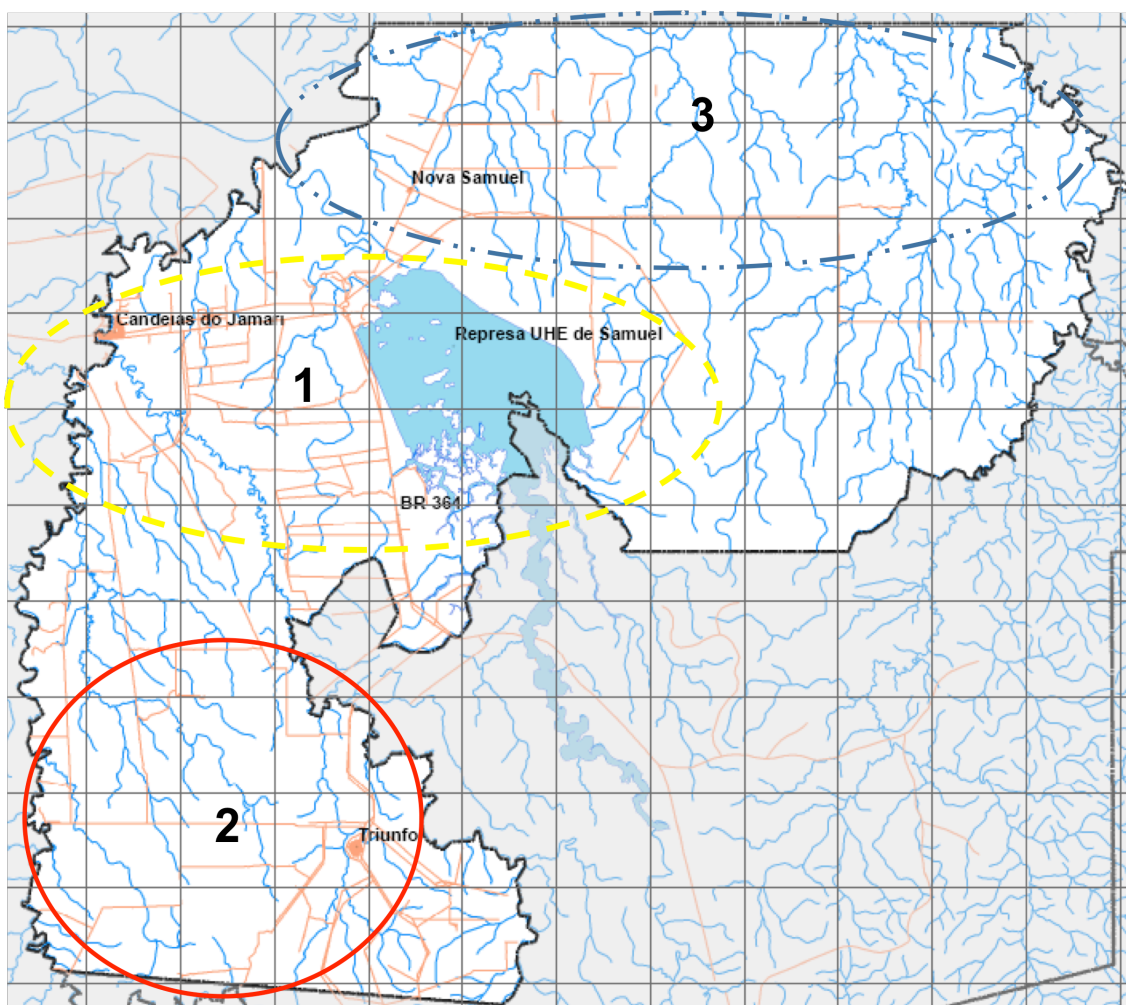 3
Nova Samuel
Candeias do Jamari
Represa UHE de Samuel
1
BR 364
2
Triunfo